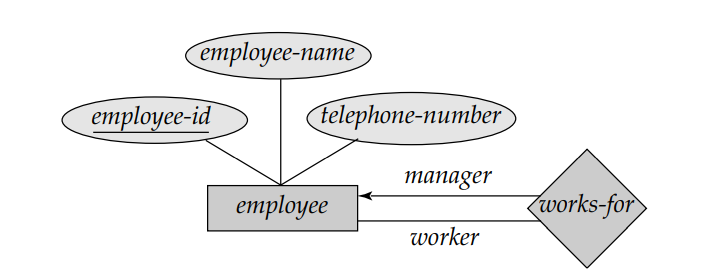 employee-name
employee-id
telephone-number
manager
employee
works-for
worker